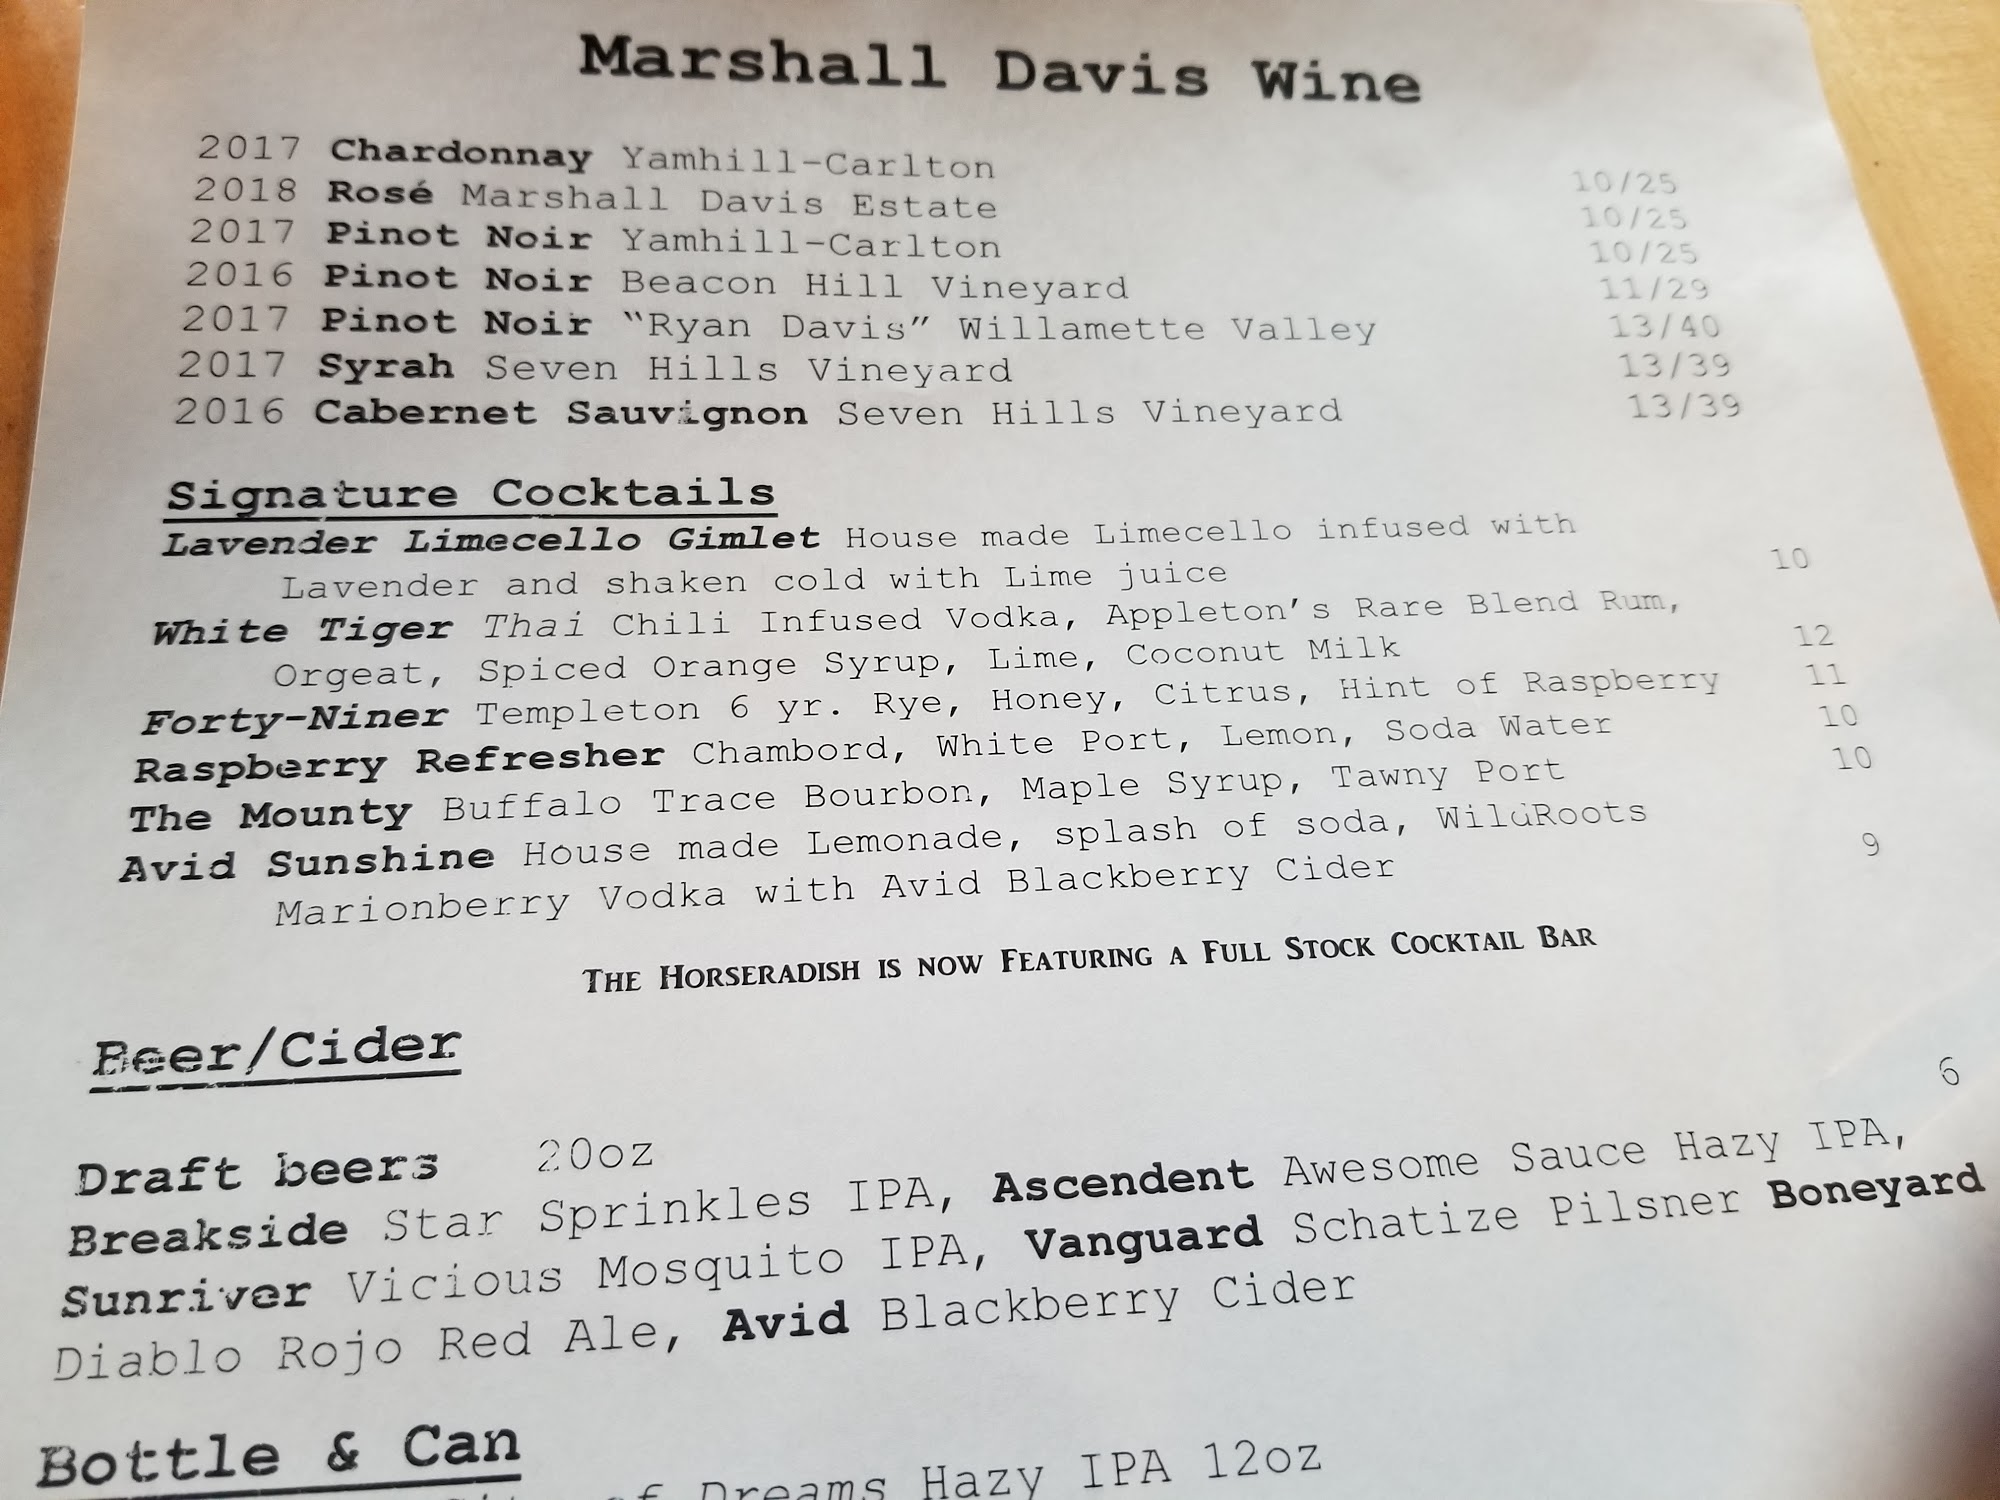 Marshall Davis Wine
2017 Chardonnay Yamhill-Carlton 10/25
2018 Rosé Marshall Davis Estate 10/25
2017 Pinot Noir Yamhill-Carlton 10/25
2016 Pinot Noir Beacon Hill Vineyard 11/29
2017 Pinot Noir “Ryan Davis” Willamette Valley 13/40
2017 Syrah Seven Hills Vineyard 13/39
2016 Cabernet Sauvignon Seven Hills Vineyard 13/39
Signature Cocktails
Lavender Limecello Gimlet House made Limecello infused with
Lavender and shaken cold with Lime juice 10
White Tiger Thai Chili Infused Vodka, Appleton’s Rare Blend Rum,
Orgeat, Spiced Orange Syrup, Lime, Coconut Milk 12
Forty-Niner Templeton 6 yr. Rye, Honey, Citrus, Hint of Raspberry 11
Raspberry Refresher Chambord, White Port, Lemon, Soda Water 10
The Mounty Buffalo Trace Bourbon, Maple Syrup, Tawny Port 10
Avid Sunshine House made Lemonade, splash of soda, WildRoots
Marionberry Vodka with Avid Blackberry Cider 9
The Horseradish is now Featuring a Full Stock Cocktail Bar
Beer/Cider
Draft beers 20oz 6
Breakside Star Sprinkles IPA, Ascendent Awesome Sauce Hazy IPA,
Sunriver Vicious Mosquito IPA, Vanguard Schatize Pilsner Boneyard
Diablo Rojo Red Ale, Avid Blackberry Cider
Bottle & Can
of Dreams Hazy IPA 12oz